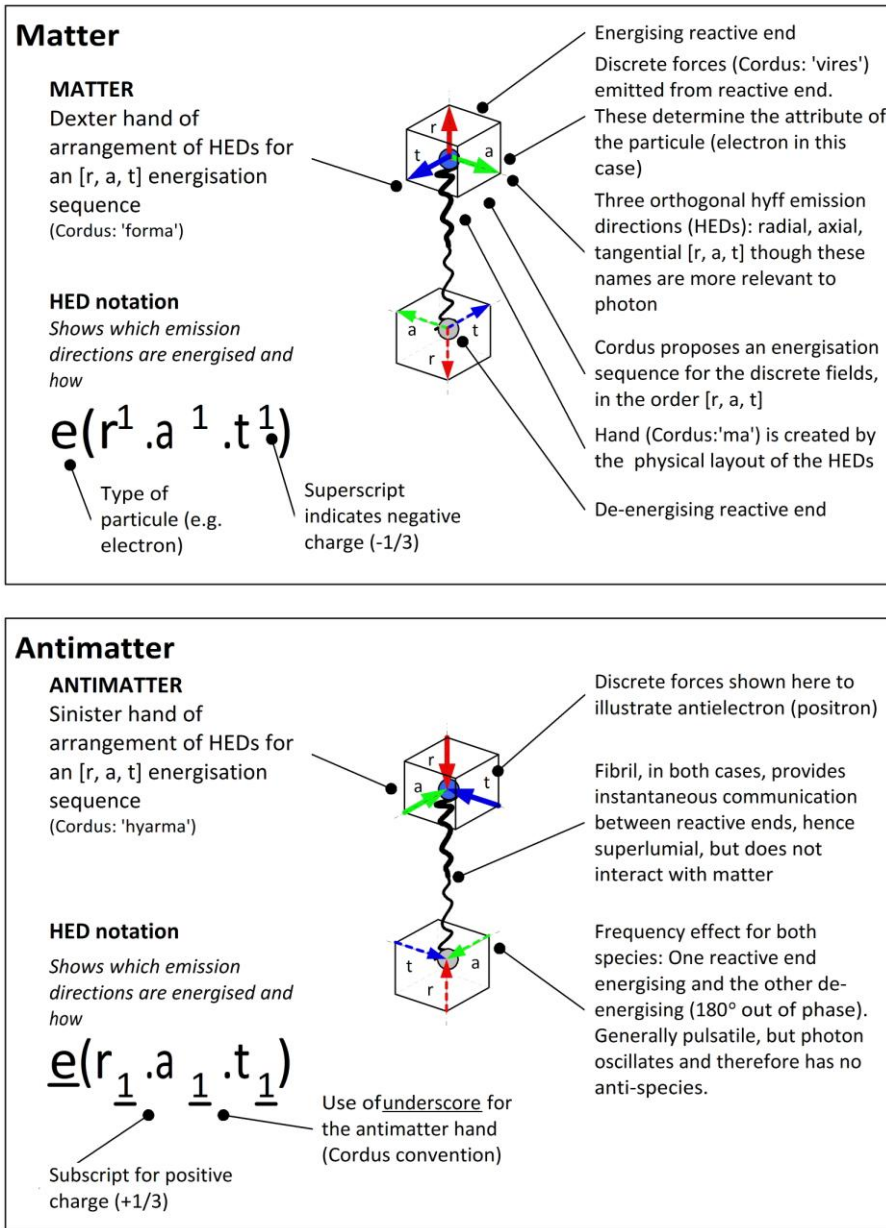 Matter
MATTER
Dexter hand of
arrangement of HEDs for
an [r, a, t] energisation
sequence
(Cordus: 'forma')
HED notation
Shows which emission
directions are energised and
how
e(r¹ .a ¹ .t ¹)
Type of
particule (e.g.
electron)
Superscript
indicates negative
charge (-1/3)
r
t
a
a
t
r
Energising reactive end
Discrete forces (Cordus: 'vires')
emitted from reactive end.
These determine the attribute of
the particule (electron in this
case)
Three orthogonal hyff emission
directions (HEDs): radial, axial,
tangential [r, a, t] though these
names are more relevant to
photon
Cordus proposes an energisation
sequence for the discrete fields,
in the order [r, a, t]
Hand (Cordus:'ma') is created by
the physical layout of the HEDs
De-energising reactive end
Antimatter
ANTIMATTER
Sinister hand of
arrangement of HEDs for
an [r, a, t] energisation
sequence
(Cordus: 'hyarma')
HED notation
Shows which emission
directions are energised and
how
e(r₁ .a ₁ .t₁)
Subscript for positive
charge (+1/3)
Use of underscore for
the antimatter hand
(Cordus convention)
r
a
t
t
a
r
Discrete forces shown here to
illustrate antielectron (positron)
Fibril, in both cases, provides
instantaneous communication
between reactive ends, hence
superlumial, but does not
interact with matter
Frequency effect for both
species: One reactive end
energising and the other de-
energising (180° out of phase).
Generally pulsatile, but photon
oscillates and therefore has no
anti-species.